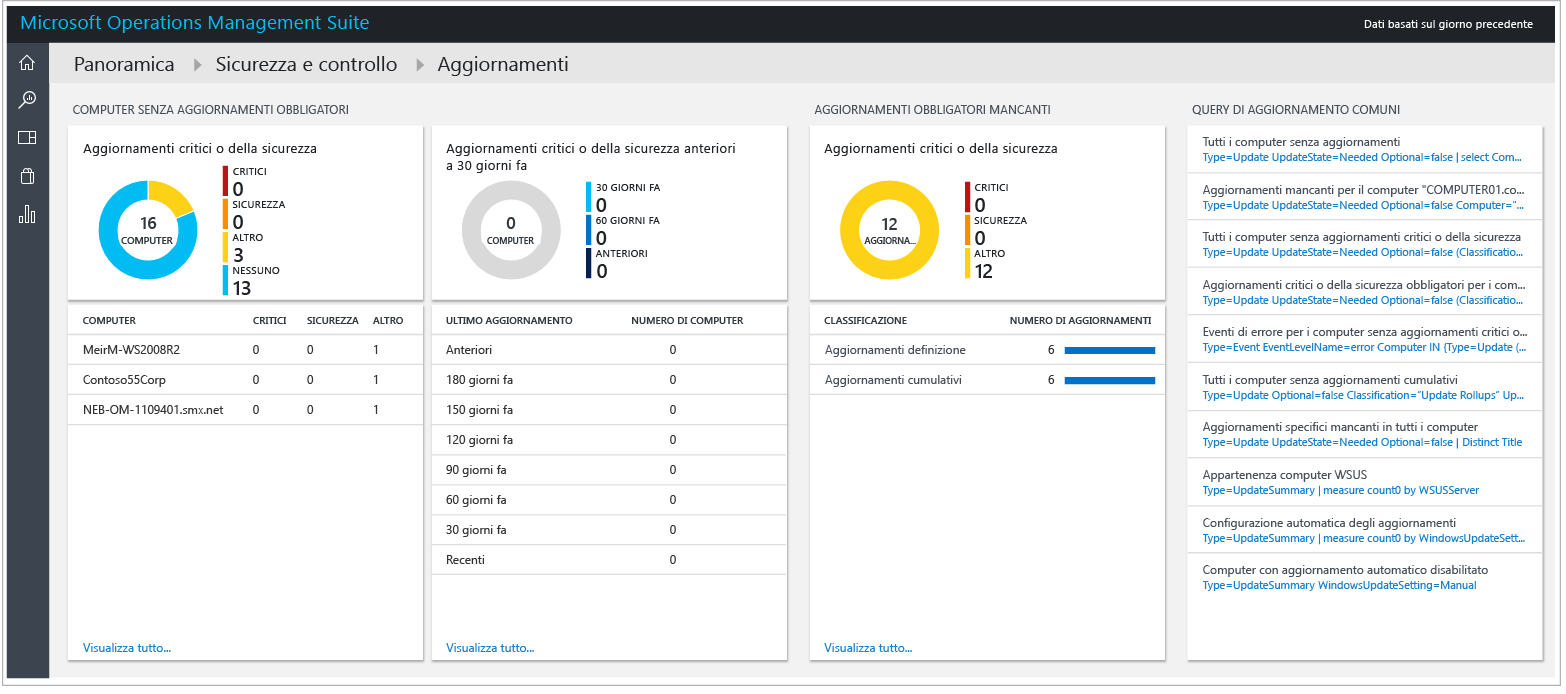 Microsoft Operations Management Suite
Dati basati sul giorno precedente
Panoramica
Sicurezza e controllo
Aggiornamenti
COMPUTER SENZA AGGIORNAMENTI OBBLIGATORI
Aggiornamenti critici o della sicurezza
16
COMPUTER
CRITICI
0
SICUREZZA
0
ALTRO
3
NESSUNO
13
COMPUTER CRITICI SICUREZZA ALTRO
MeirM-WS2008R2 0 0 1
Contoso55Corp 0 0 1
NEB-OM-1109401.smx.net 0 0 1
Visualizza tutto...
Aggiornamenti critici o della sicurezza anteriori
a 30 giorni fa
0
COMPUTER
30 GIORNI FA
0
60 GIORNI FA
0
ANTERIORI
0
ULTIMO AGGIORNAMENTO NUMERO DI COMPUTER
Anteriori 0
180 giorni fa 0
150 giorni fa 0
120 giorni fa 0
90 giorni fa 0
60 giorni fa 0
30 giorni fa 0
Recenti 0
Visualizza tutto...
AGGIORNAMENTI OBBLIGATORI MANCANTI
Aggiornamenti critici o della sicurezza
12
AGGIORNA...
CRITICI
0
SICUREZZA
0
ALTRO
12
CLASSIFICAZIONE NUMERO DI AGGIORNAMENTI
Aggiornamenti definizione 6
Aggiornamenti cumulativi 6
Visualizza tutto...
QUERY DI AGGIORNAMENTO COMUNI
Tutti i computer senza aggiornamenti
Type=Update UpdateState=Needed Optional=false | select Com...
Aggiornamenti mancanti per il computer "COMPUTER01.co...
Type=Update UpdateState=Needed Optional=false Computer="...
Tutti i computer senza aggiornamenti critici o della sicurezza
Type=Update UpdateState=Needed Optional=false (Classificatio...
Aggiornamenti critici o della sicurezza obbligatori per i com...
Type=Update UpdateState=Needed Optional=false (Classificatio...
Eventi di errore per i computer senza aggiornamenti critici o...
Type=Event EventLevelName=error Computer IN {Type=Update (...
Tutti i computer senza aggiornamenti cumulativi
Type=Update Optional=false Classification="Update Rollups" Up...
Aggiornamenti specifici mancanti in tutti i computer
Type=Update UpdateState=Needed Optional=false | Distinct Title
Appartenenza computer WSUS
Type=UpdateSummary | measure count0 by WSUSServer
Configurazione automatica degli aggiornamenti
Type=UpdateSummary | measure count0 by WindowsUpdateSett...
Computer con aggiornamento automatico disabilitato
Type=UpdateSummary WindowsUpdateSetting=Manual